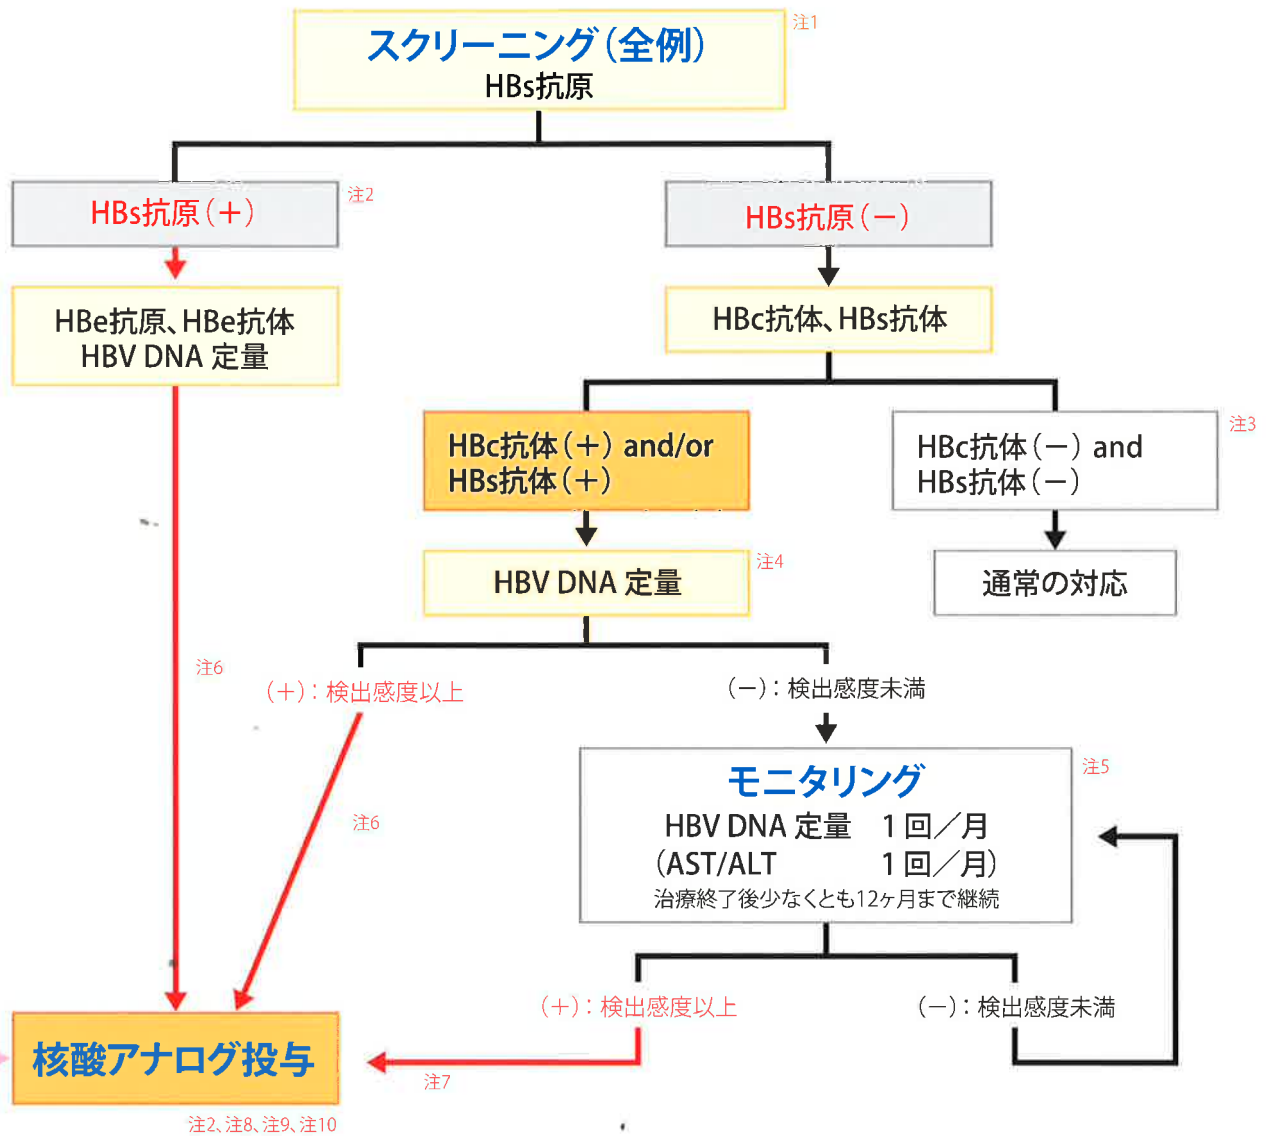 スクリーニング（全例）
HBs抗原
注1
HBs抗原（＋）
注2
HBs抗原（－）
HBe抗原、HBe抗体
HBV DNA 定量
HBc抗体、HBs抗体
HBc抗体（＋） and/or
HBs抗体（＋）
HBc抗体（－） and
HBs抗体（－）
注3
HBV DNA 定量
注4
通常の対応
注6
（＋）：検出感度以上
（－）：検出感度未満
注6
モニタリング
注5
HBV DNA 定量　1回／月
（AST/ALT　1回／月）
治療終了後少なくとも12ヶ月まで継続
（＋）：検出感度以上
（－）：検出感度未満
核酸アナログ投与
注7
注2、注8、注9、注10